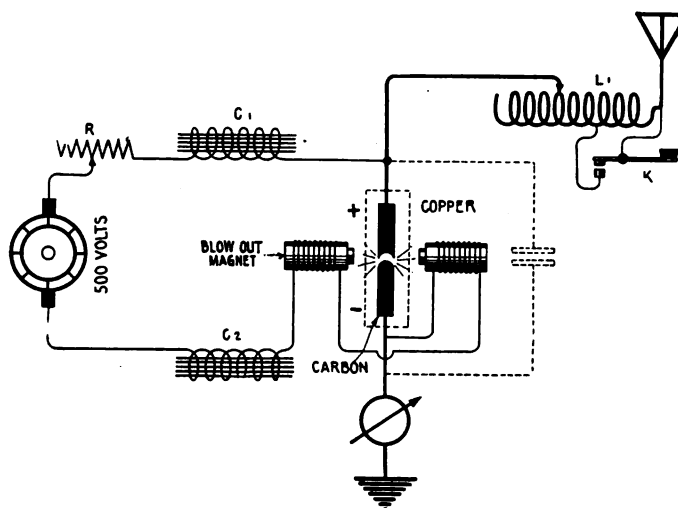 L1
C1
R
K
+ COPPER
500 VOLTS
BLOW OUT
MAGNET
-
C2
CARBON